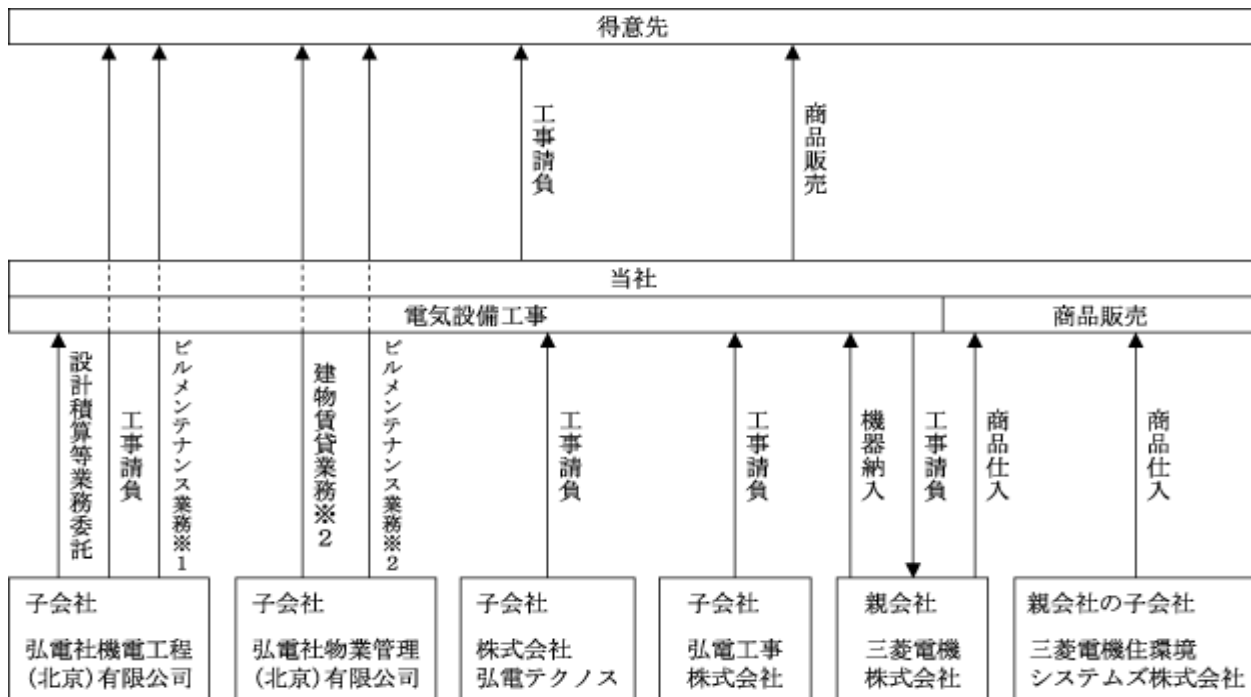 得意先
工事請負
商品販売
当社
電気設備工事
商品販売
設計積算等業務委託
工事請負
ビルメンテナンス業務※1
建物賃貸業務※2
ビルメンテナンス業務※2
工事請負
工事請負
機器納入
工事請負
商品仕入
商品仕入
子会社
弘電社機電工程
(北京)有限公司
子会社
弘電社物業管理
(北京)有限公司
子会社
株式会社
弘電テクノス
子会社
弘電工事
株式会社
親会社
三菱電機
株式会社
親会社の子会社
三菱電機住環境
システムズ株式会社